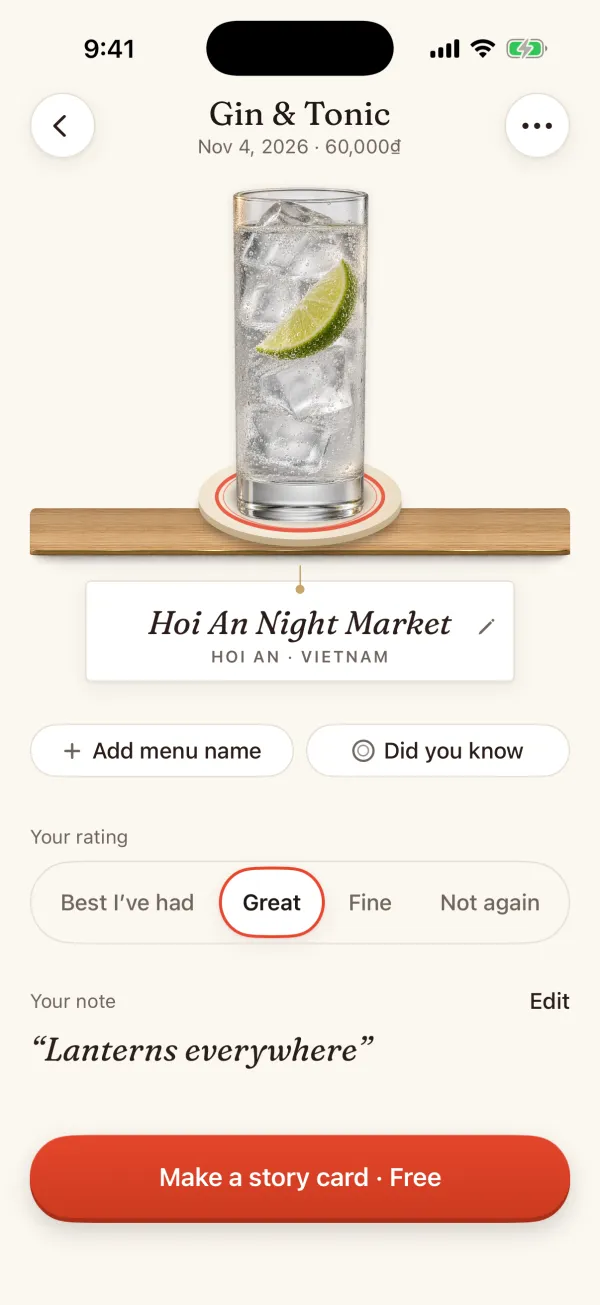 9:41
Gin & Tonic
Nov 4, 2026 · 60,000₫
Hoi An Night Market
HOI AN · VIETNAM
+ Add menu name
Did you know
Your rating
Best I’ve had Great Fine Not again
Your note Edit
“Lanterns everywhere”
Make a story card · Free